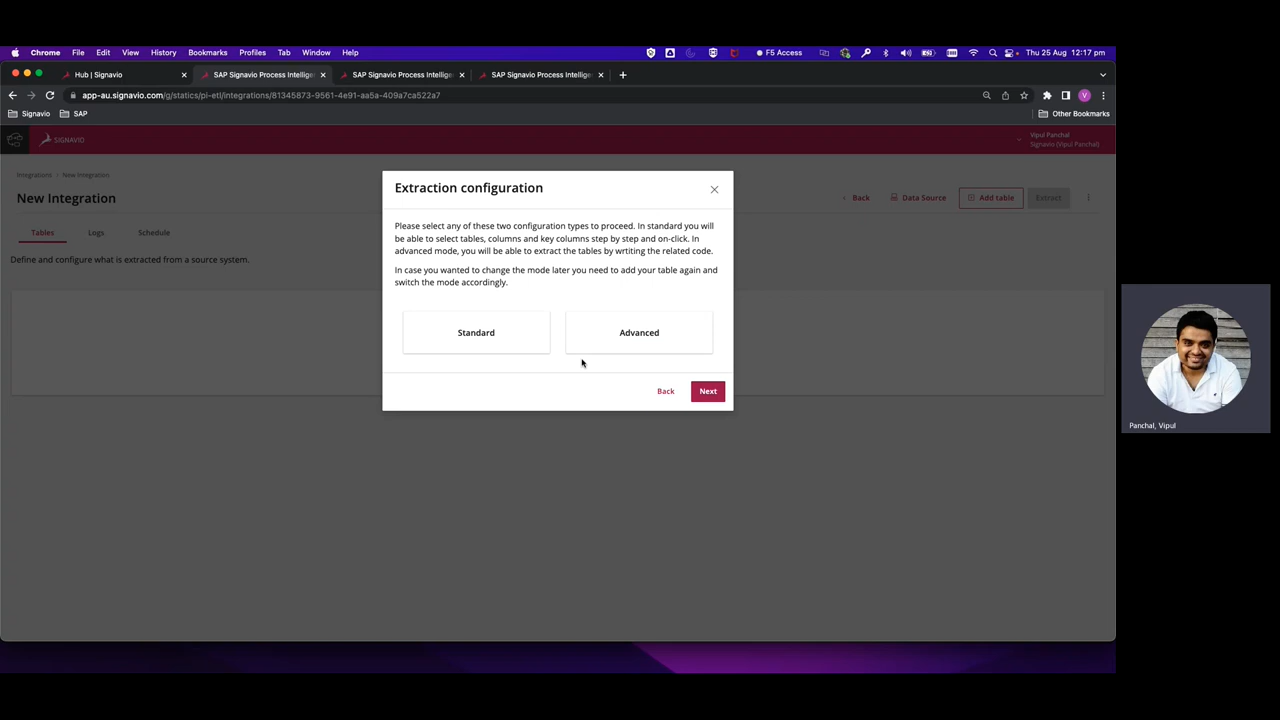 Chrome File Edit View History Bookmarks Profiles Tab Window Help F5 Access Thu 25 Aug 12:17 pm
Hub | Signavio SAP Signavio Process Intellige SAP Signavio Process Intellige SAP Signavio Process Intellige
app-au.signavio.com/g/statics/pi-etl/integrations/81345873-9561-4e91-aa5a-409a7ca522a7
Signavio SAP Other Bookmarks
SIGNAVIO
Vipul Panchal
Signavio (Vipul Panchal)
Integrations > New Integration
New Integration
Back Data Source Add table Extract
Tables Logs Schedule
Define and configure what is extracted from a source system.
Extraction configuration
Please select any of these two configuration types to proceed. In standard you will
be able to select tables, columns and key columns step by step and on-click. In
advanced mode, you will be able to extract the tables by wrtiting the related code.
In case you wanted to change the mode later you need to add your table again and
switch the mode accordingly.
Standard Advanced
Back Next
Panchal, Vipul